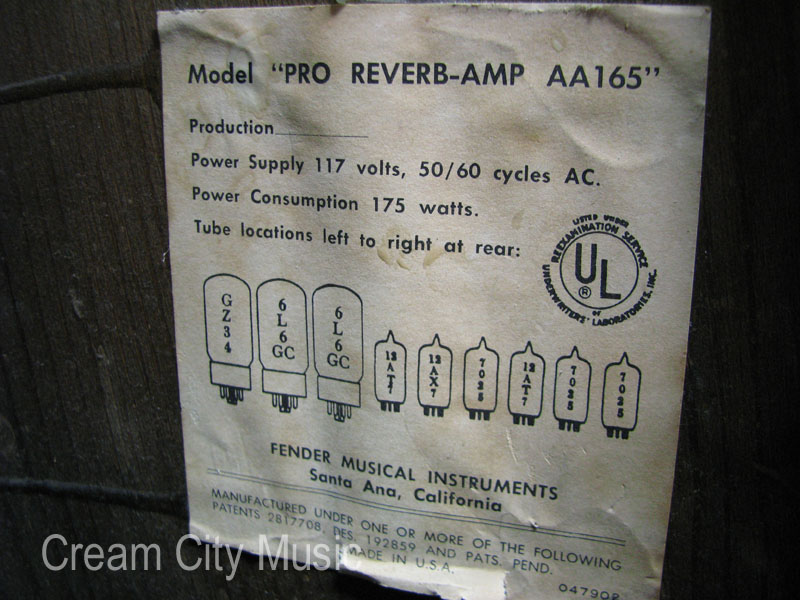 Model "PRO REVERB-AMP AA165"
Production
Power Supply 117 volts, 50/60 cycles AC.
Power Consumption 175 watts.
Tube locations left to right at rear:
LISTED UNDER
REEXAMINATION SERVICE
UL
®
OF
UNDERWRITERS' LABORATORIES, INC.
GZ34
6L6GC
6L6GC
12AT7
12AX7
7025
12AT7
7025
7025
FENDER MUSICAL INSTRUMENTS
Santa Ana, California
MANUFACTURED UNDER ONE OR MORE OF THE FOLLOWING
PATENTS 2817708, DES. 192859 AND PATS. PEND.
MADE IN U.S.A.
Cream City Music